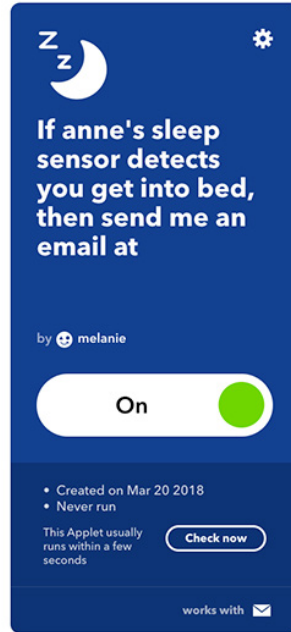 Z
z
If anne's sleep
sensor detects
you get into bed,
then send me an
email at
by melanie
On
• Created on Mar 20 2018
• Never run
This Applet usually
runs within a few
seconds
Check now
works with